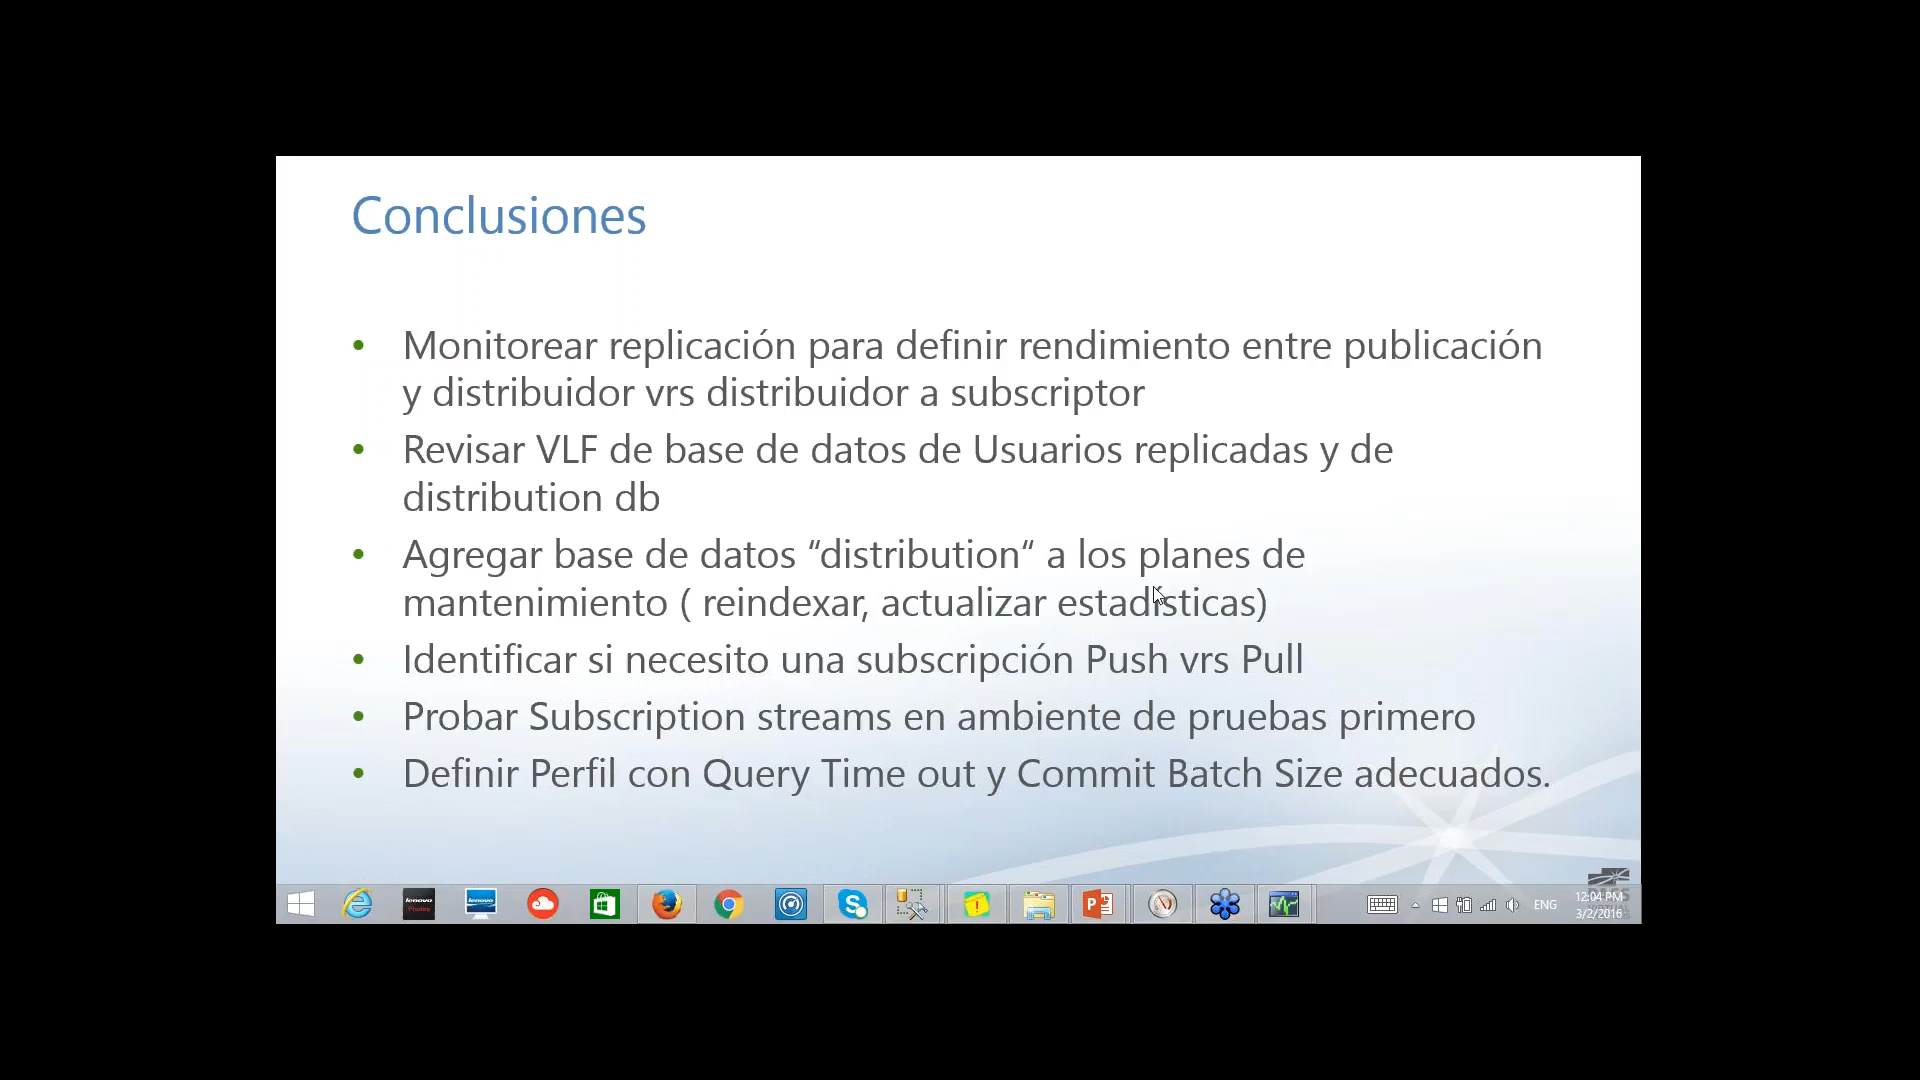 Conclusiones
• Monitorear replicación para definir rendimiento entre publicación
y distribuidor vrs distribuidor a subscriptor
• Revisar VLF de base de datos de Usuarios replicadas y de
distribution db
• Agregar base de datos “distribution“ a los planes de
mantenimiento ( reindexar, actualizar estadísticas)
• Identificar si necesito una subscripción Push vrs Pull
• Probar Subscription streams en ambiente de pruebas primero
• Definir Perfil con Query Time out y Commit Batch Size adecuados.
lenovo
lenovo
ENG
12:04 PM
3/2/2016